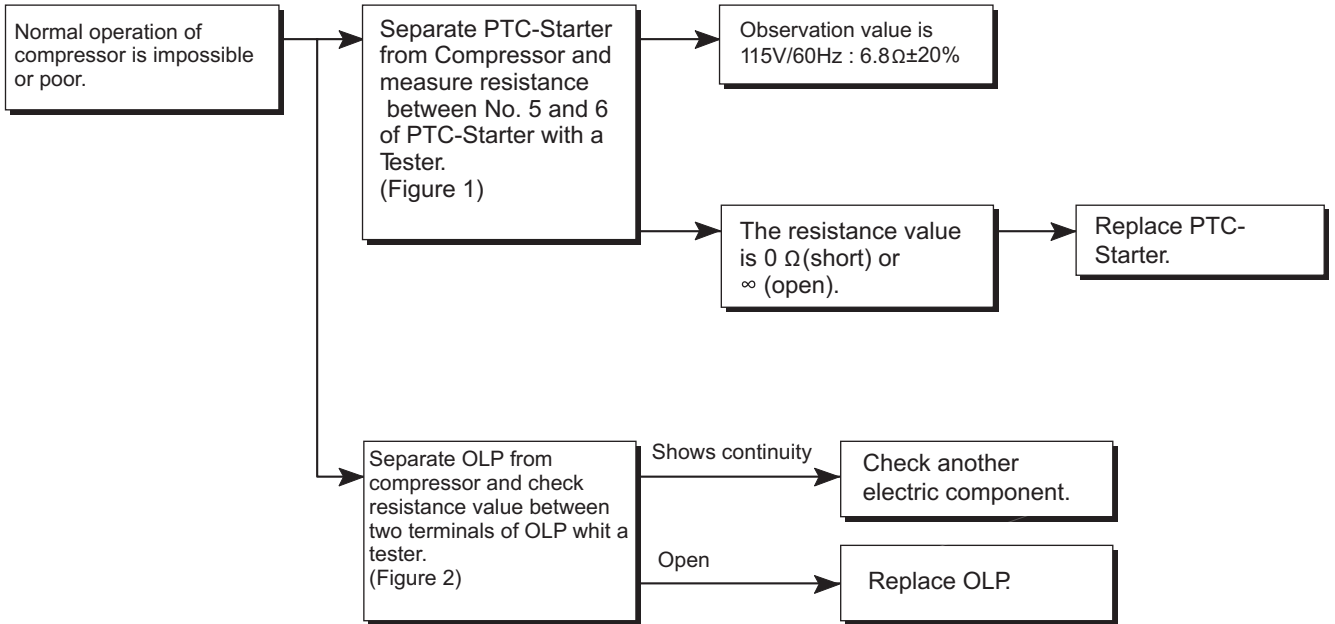 Normal operation of
compressor is impossible
or poor.
Separate PTC-Starter
from Compressor and
measure resistance
between No. 5 and 6
of PTC-Starter with a
Tester.
(Figure 1)
Observation value is
115V/60Hz : 6.8Ω±20%
The resistance value
is 0 Ω(short) or
∞ (open).
Replace PTC-
Starter.
Separate OLP from
compressor and check
resistance value between
two terminals of OLP whit a
tester.
(Figure 2)
Shows continuity
Check another
electric component.
Open
Replace OLP.